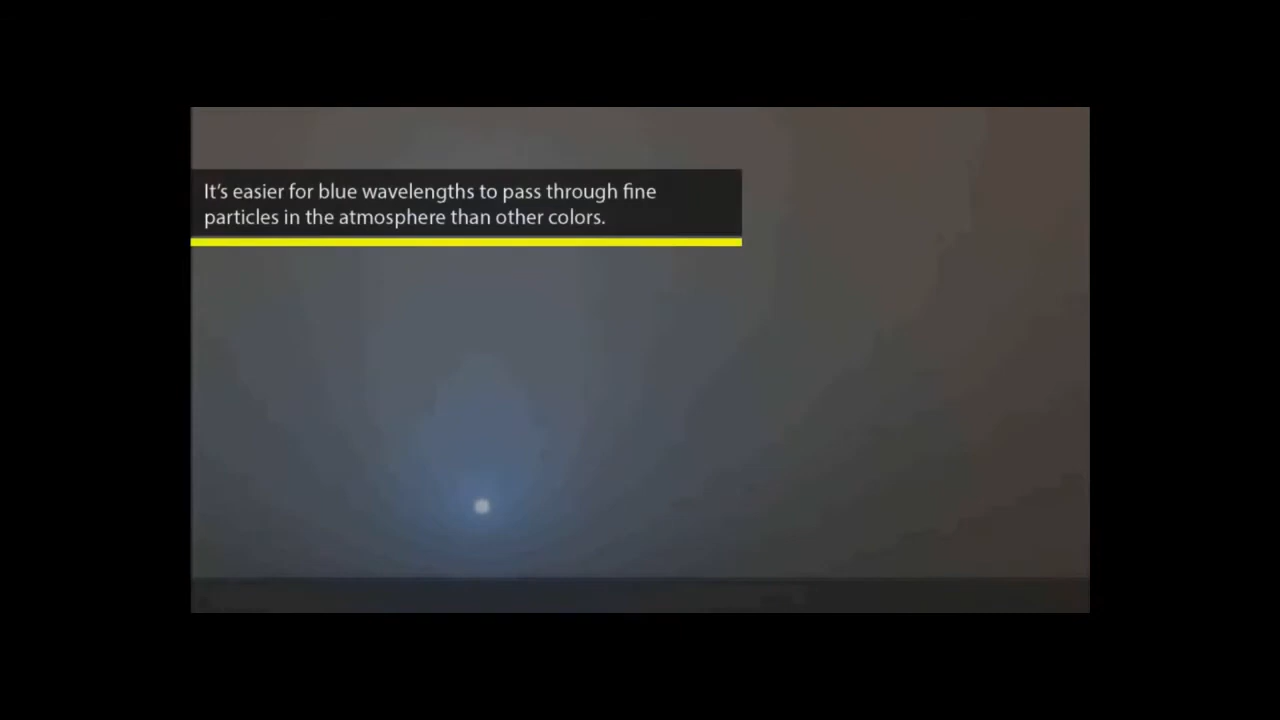 It’s easier for blue wavelengths to pass through fine
particles in the atmosphere than other colors.